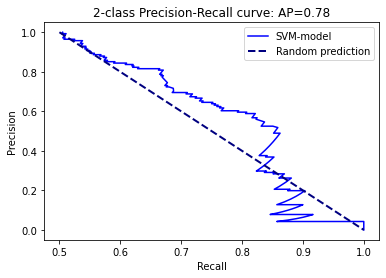 2-class Precision-Recall curve: AP=0.78
SVM-model
Random prediction
Precision
1.0
0.8
0.6
0.4
0.2
0.0
0.5 0.6 0.7 0.8 0.9 1.0
Recall